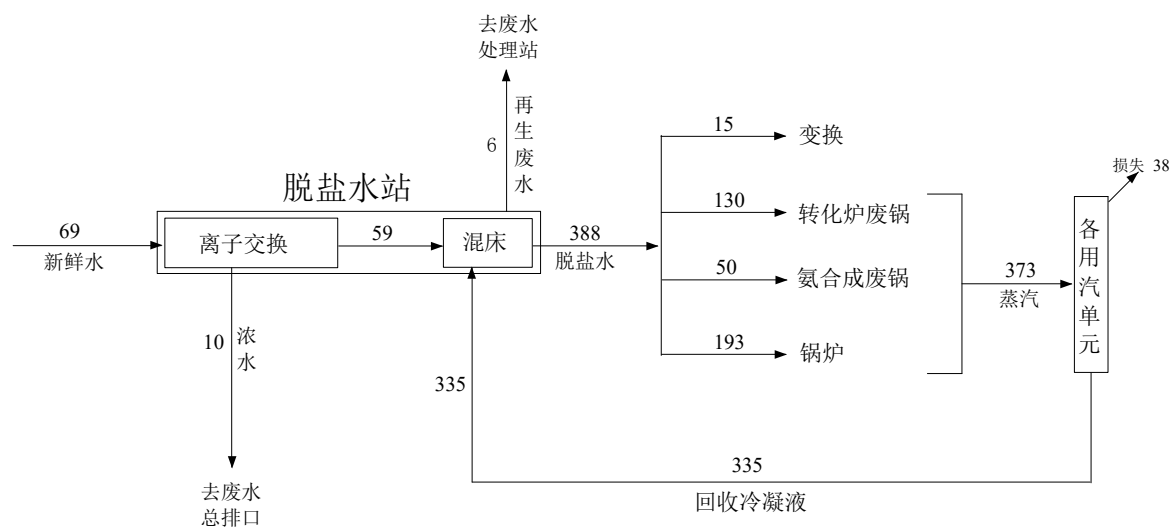 去废水
处理站
再生废水
6
脱盐水站
69
新鲜水
离子交换
59
混床
388
脱盐水
15
变换
130
转化炉废锅
50
氨合成废锅
193
锅炉
373
蒸汽
各用汽单元
损失 38
10
浓水
去废水
总排口
335
335
回收冷凝液